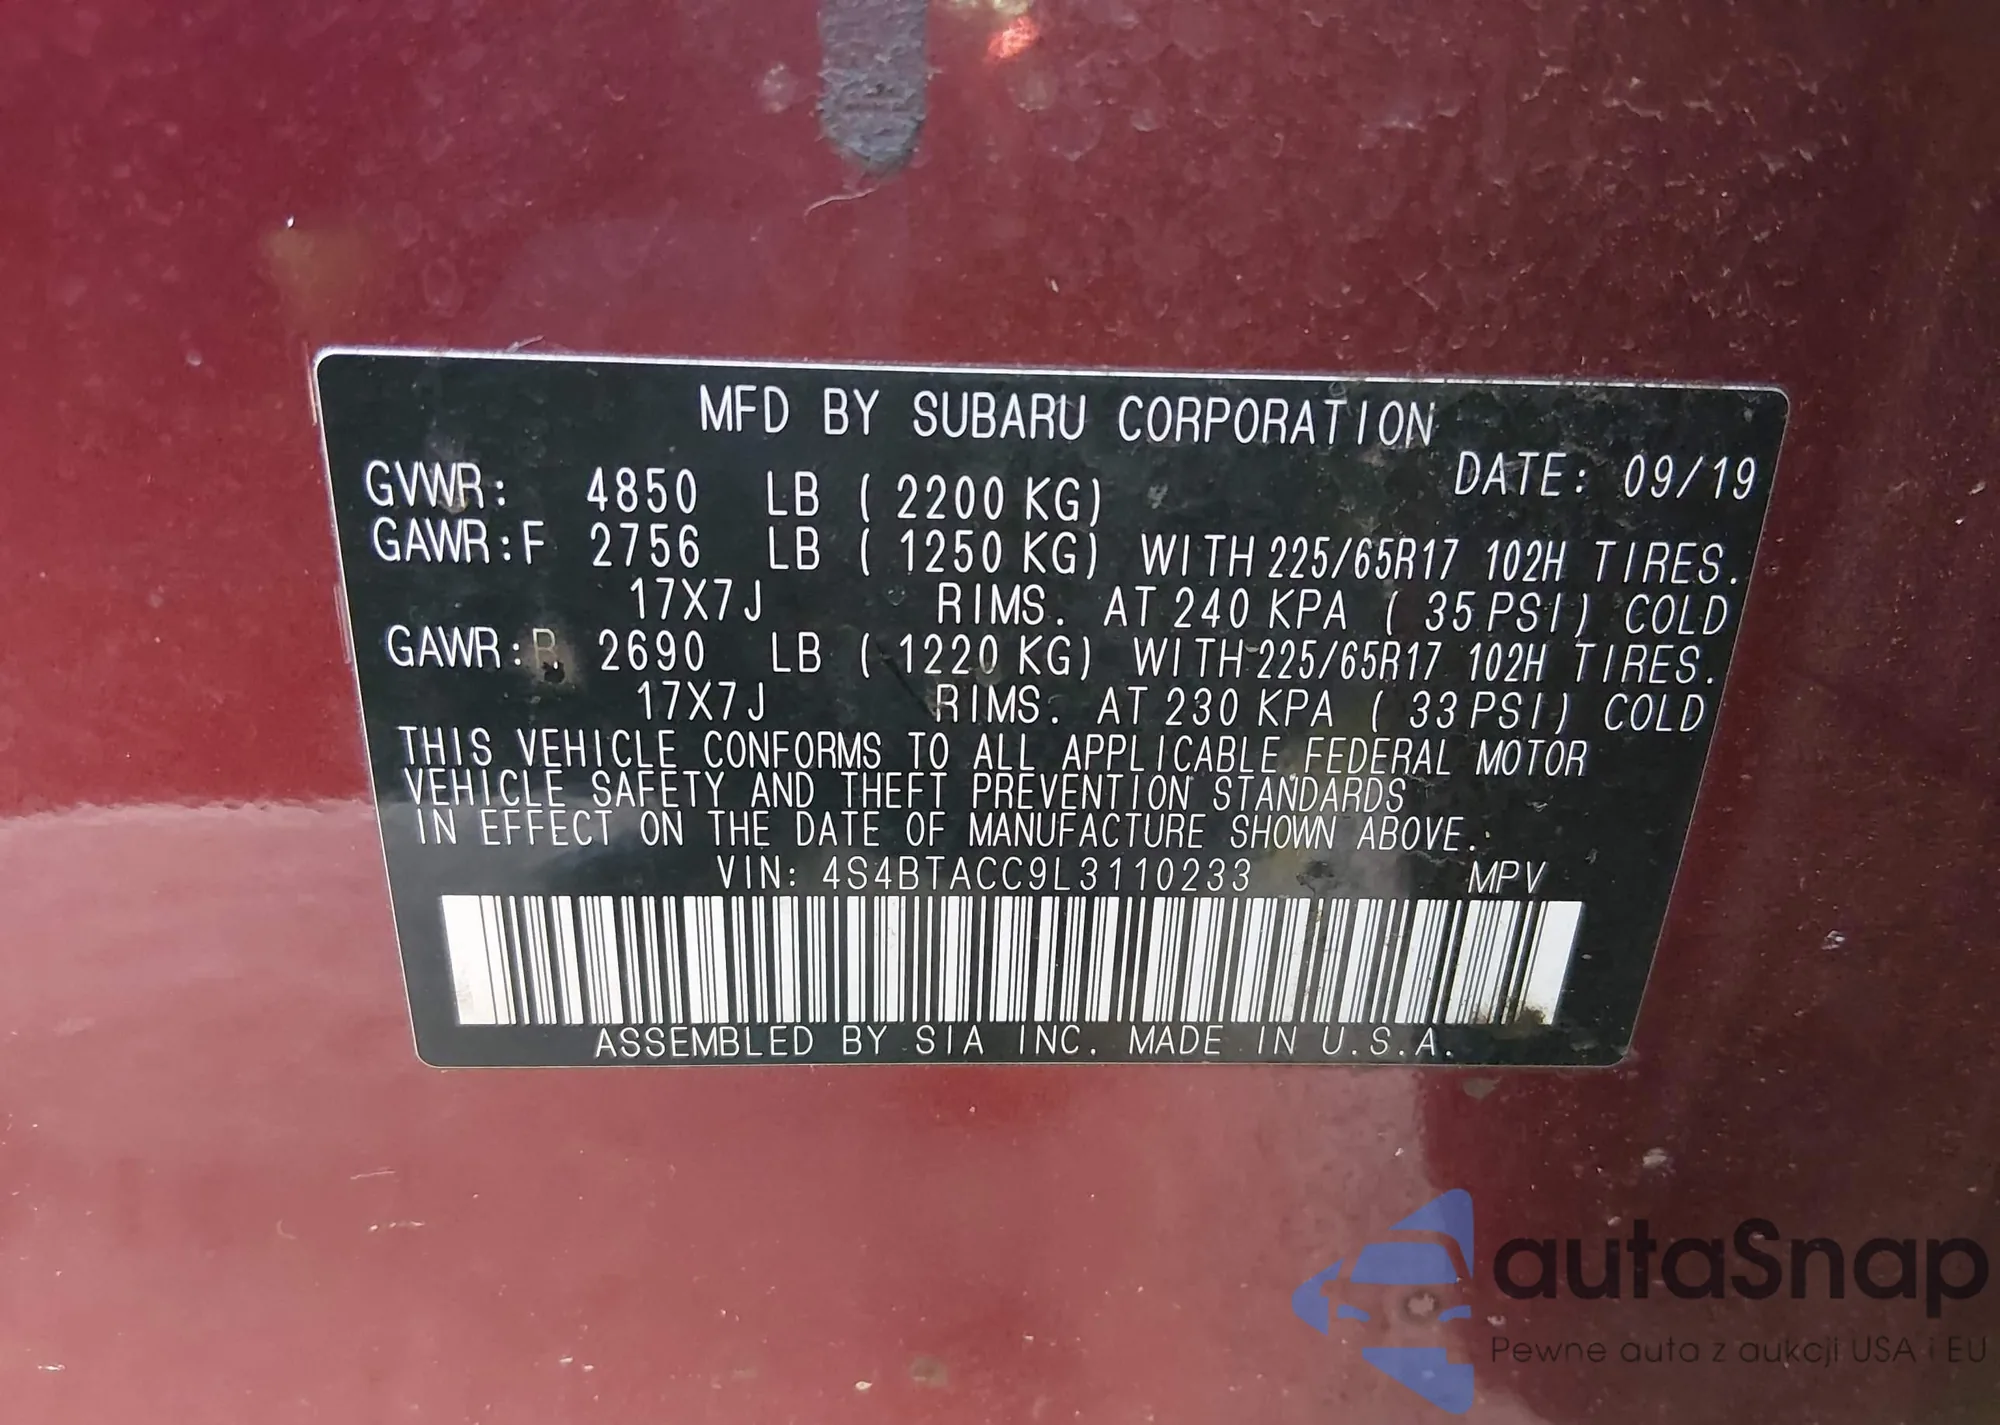 MFD BY SUBARU CORPORATION
DATE: 09/19
GVWR: 4850 LB ( 2200 KG)
GAWR:F 2756 LB ( 1250 KG) WITH 225/65R17 102H TIRES.
17X7J RIMS. AT 240 KPA ( 35 PSI) COLD
GAWR:R 2690 LB ( 1220 KG) WITH 225/65R17 102H TIRES.
17X7J RIMS. AT 230 KPA ( 33 PSI) COLD
THIS VEHICLE CONFORMS TO ALL APPLICABLE FEDERAL MOTOR
VEHICLE SAFETY AND THEFT PREVENTION STANDARDS
IN EFFECT ON THE DATE OF MANUFACTURE SHOWN ABOVE.
VIN: 4S4BTACC9L3110233 MPV
ASSEMBLED BY SIA INC. MADE IN U.S.A.
autaSnap
Pewne auta z aukcji USA i EU